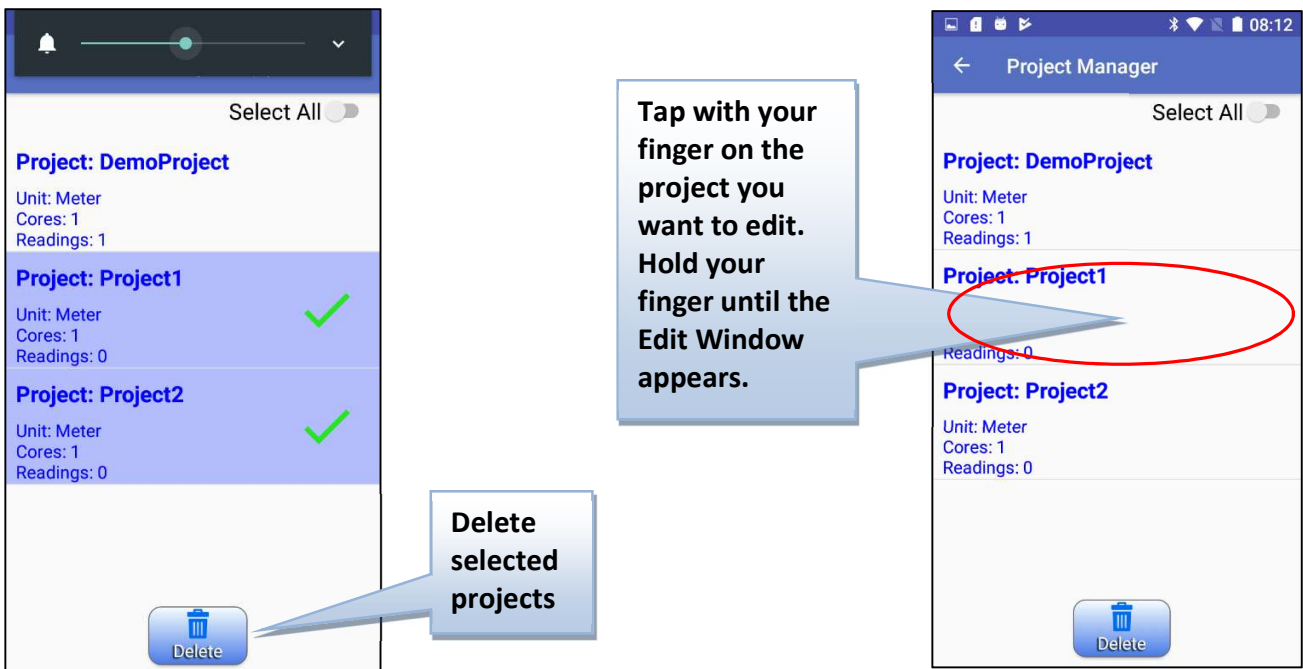 Select All
Project: DemoProject
Unit: Meter
Cores: 1
Readings: 1
Project: Project1
Unit: Meter
Cores: 1
Readings: 0
Project: Project2
Unit: Meter
Cores: 1
Readings: 0
Delete
Delete
selected
projects
Tap with your
finger on the
project you
want to edit.
Hold your
finger until the
Edit Window
appears.
08:12
Project Manager
Select All
Project: DemoProject
Unit: Meter
Cores: 1
Readings: 1
Project: Project1
Readings: 0
Project: Project2
Unit: Meter
Cores: 1
Readings: 0
Delete